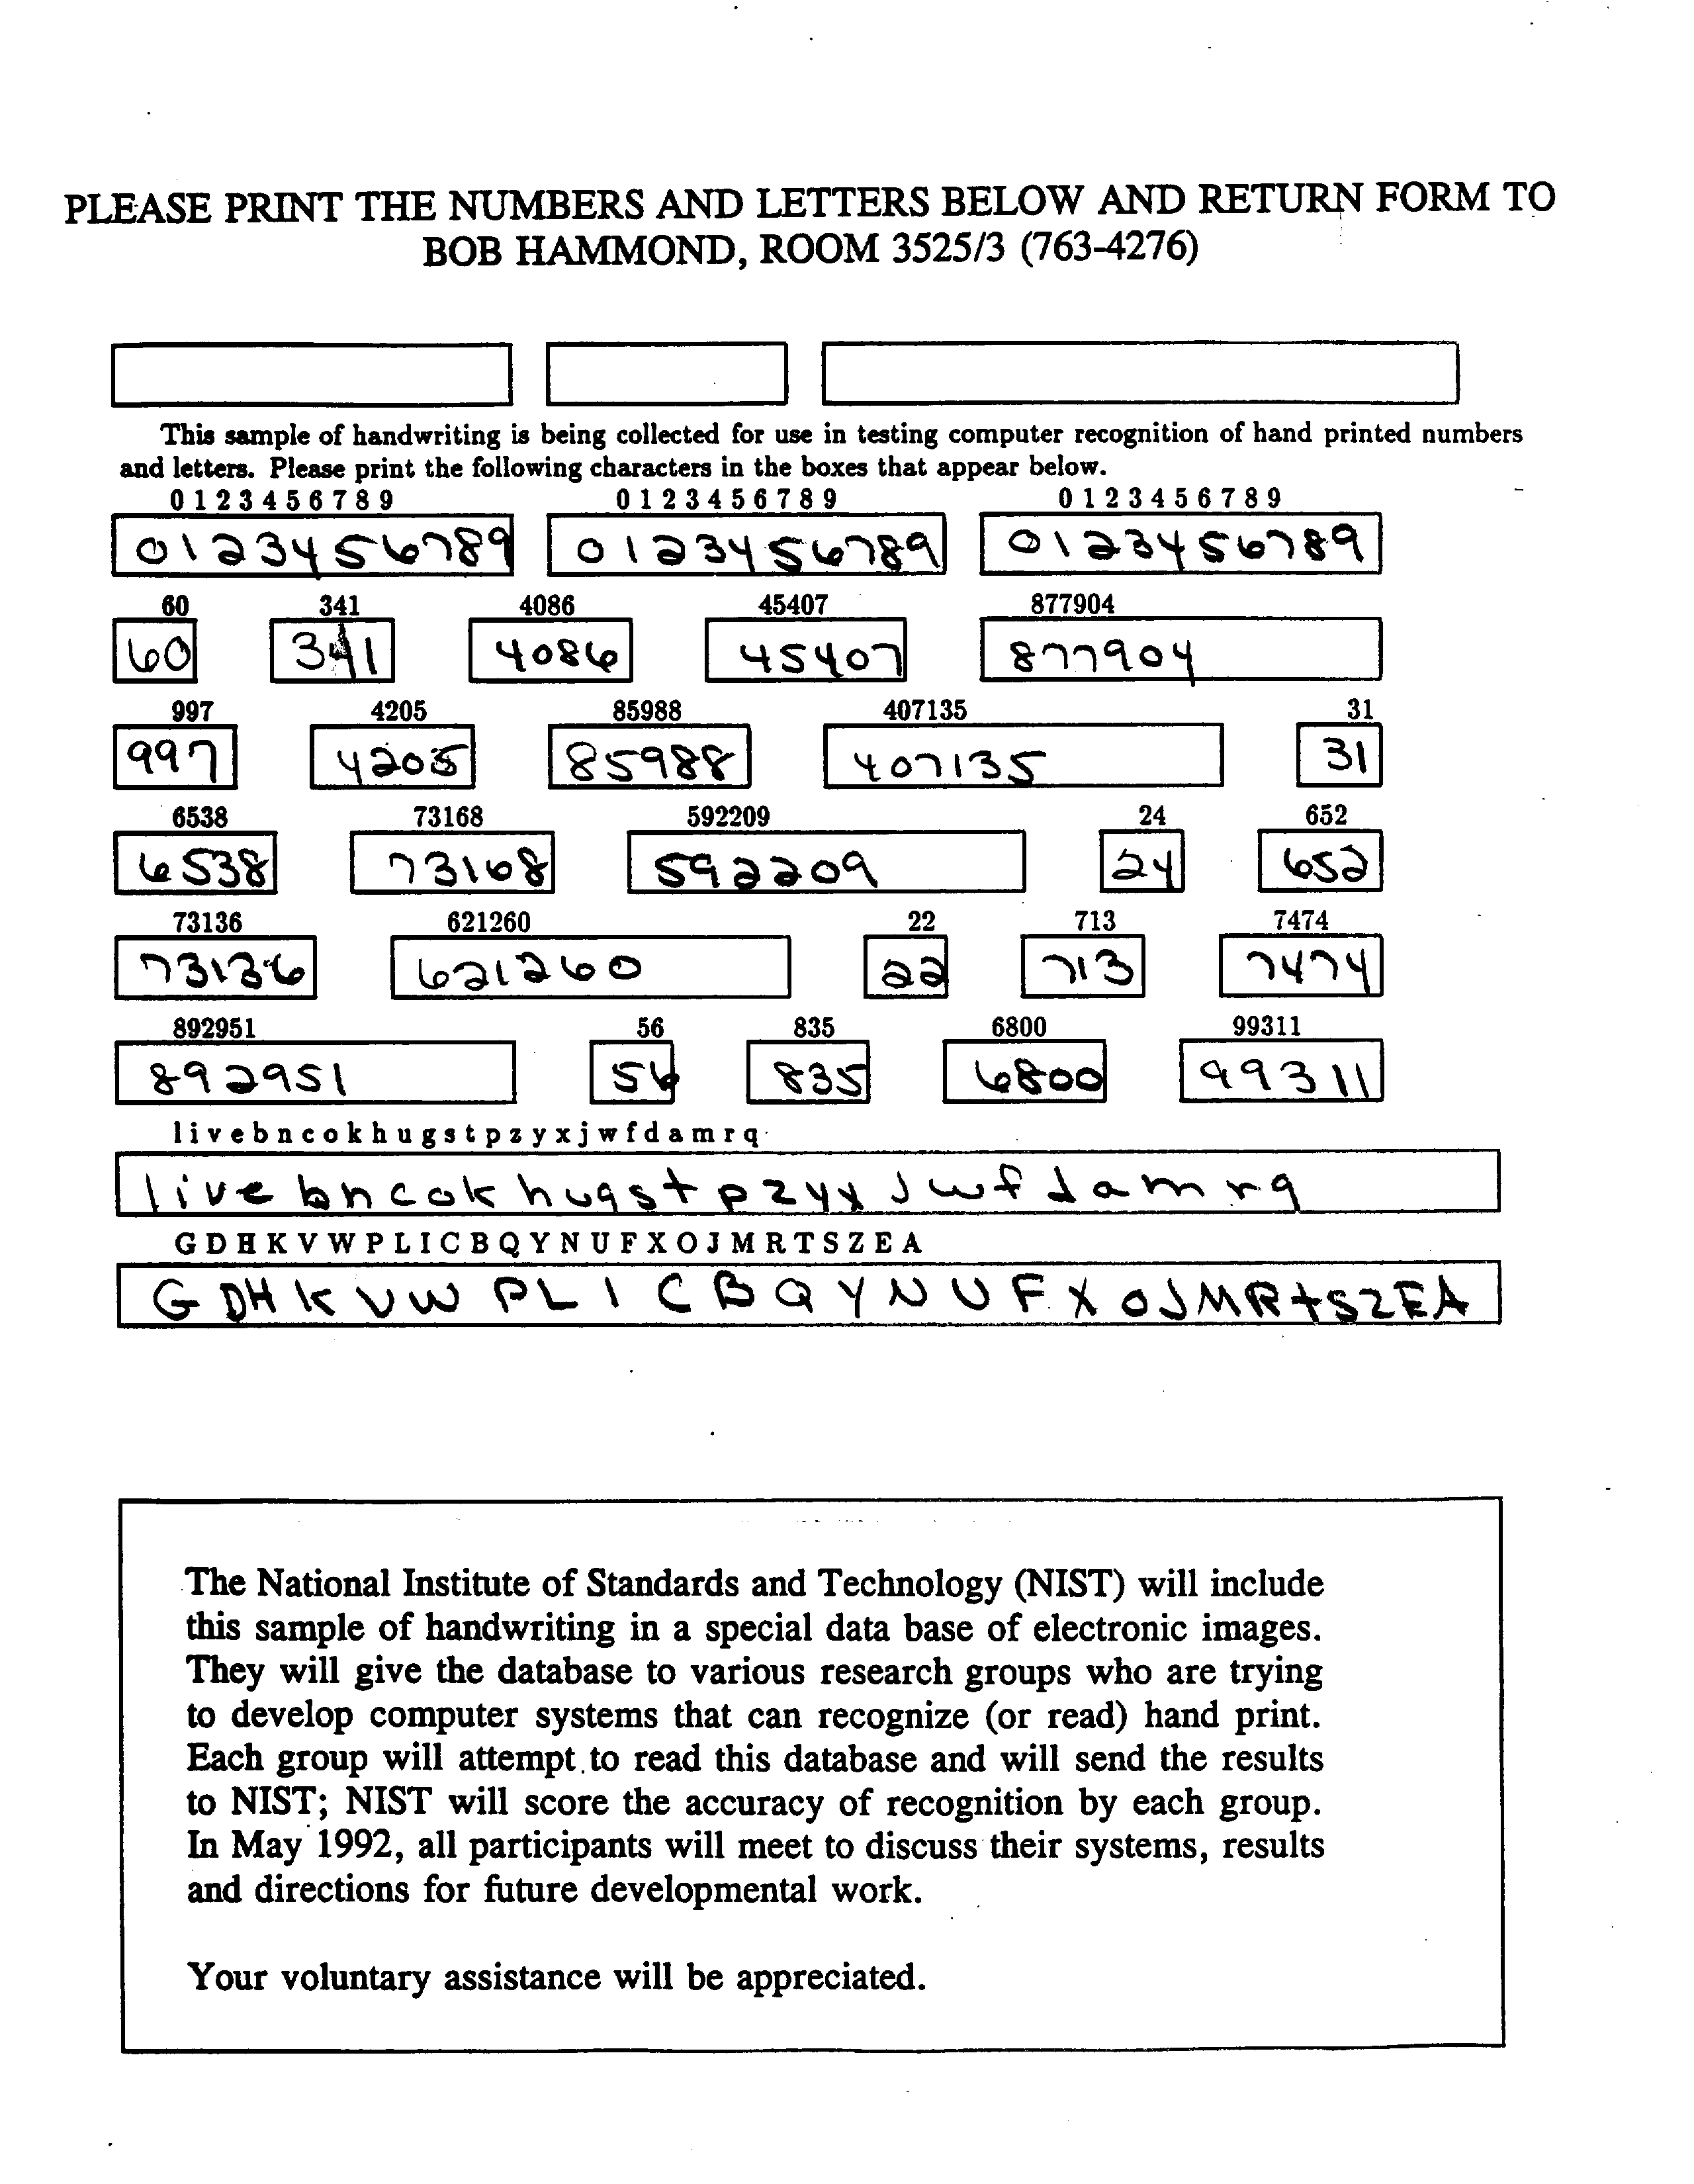 PLEASE PRINT THE NUMBERS AND LETTERS BELOW AND RETURN FORM TO
BOB HAMMOND, ROOM 3525/3 (763-4276)
This sample of handwriting is being collected for use in testing computer recognition of hand printed numbers
and letters. Please print the following characters in the boxes that appear below.
0 1 2 3 4 5 6 7 8 9 0 1 2 3 4 5 6 7 8 9 0 1 2 3 4 5 6 7 8 9
0123456789 0123456789 0123456789
60 341 4086 45407 877904
60 341 4086 45407 877904
997 4205 85988 407135 31
997 4205 85988 407135 31
6538 73168 592209 24 652
6538 73168 592209 24 652
73136 621260 22 713 7474
73136 621260 22 713 7474
892951 56 835 6800 99311
892951 56 835 6800 99311
l i v e b n c o k h u g s t p z y x j w f d a m r q
l i v e b n c o k h u g s t p z y x j w f d a m r q
G D H K V W P L I C B Q Y N U F X O J M R T S Z E A
G D H K V W P L I C B Q Y N U F X O J M R t S Z E A
The National Institute of Standards and Technology (NIST) will include
this sample of handwriting in a special data base of electronic images.
They will give the database to various research groups who are trying
to develop computer systems that can recognize (or read) hand print.
Each group will attempt to read this database and will send the results
to NIST; NIST will score the accuracy of recognition by each group.
In May 1992, all participants will meet to discuss their systems, results
and directions for future developmental work.
Your voluntary assistance will be appreciated.